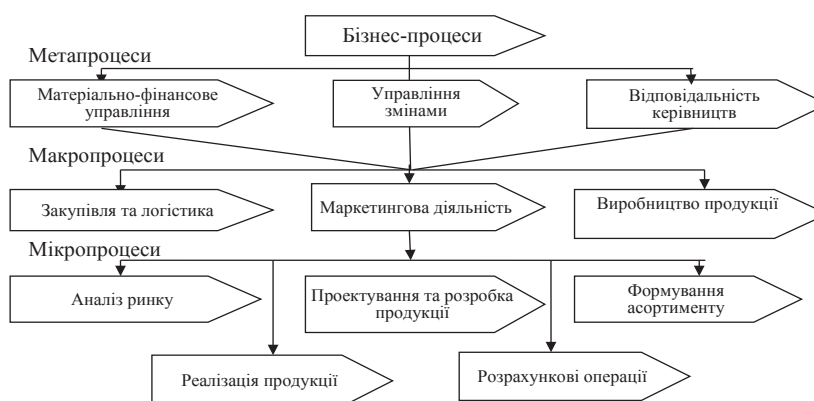 Бізнес-процеси
Метапроцеси
Матеріально-фінансове
управління
Управління
змінами
Відповідальність
керівництв
Макропроцеси
Закупівля та логістика
Маркетингова діяльність
Виробництво продукції
Мікропроцеси
Аналіз ринку
Проектування та розробка
продукції
Формування
асортименту
Реалізація продукції
Розрахункові операції